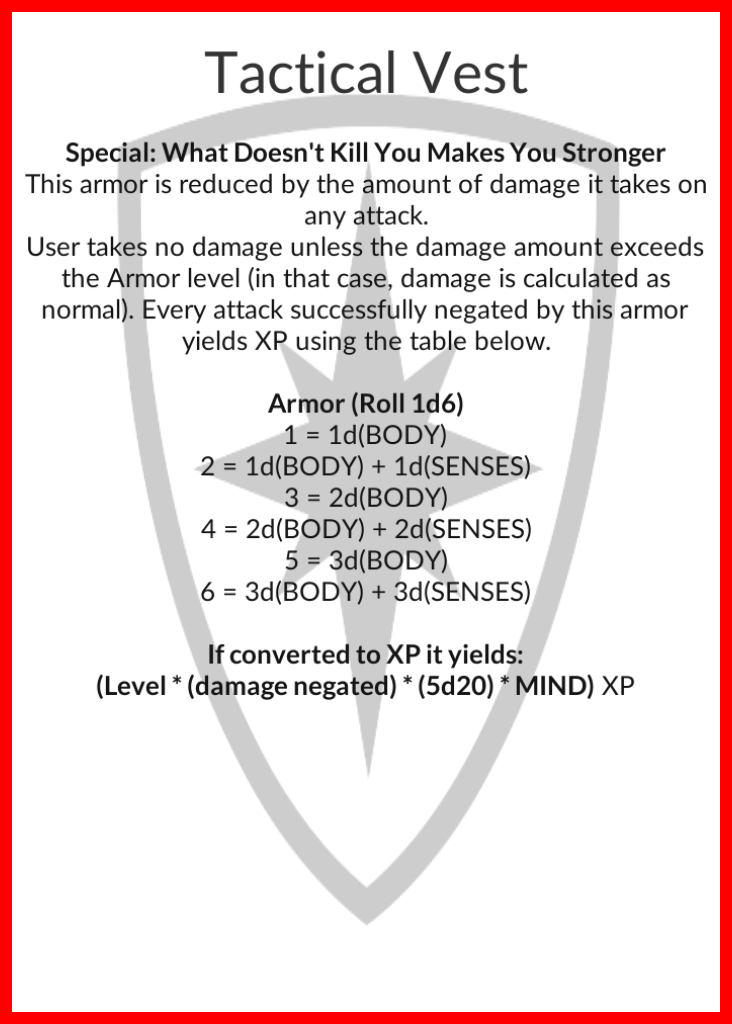 Tactical Vest
Special: What Doesn't Kill You Makes You Stronger
This armor is reduced by the amount of damage it takes on
any attack.
User takes no damage unless the damage amount exceeds
the Armor level (in that case, damage is calculated as
normal). Every attack successfully negated by this armor
yields XP using the table below.
Armor (Roll 1d6)
1 = 1d(BODY)
2 = 1d(BODY) + 1d(SENSES)
3 = 2d(BODY)
4 = 2d(BODY) + 2d(SENSES)
5 = 3d(BODY)
6 = 3d(BODY) + 3d(SENSES)
If converted to XP it yields:
(Level * (damage negated) * (5d20) * MIND) XP